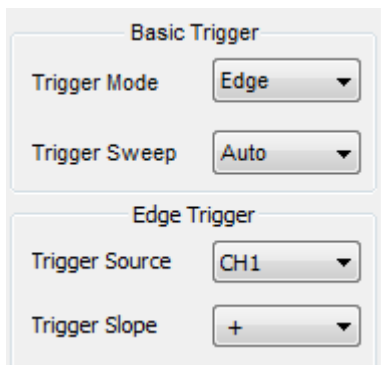 Basic Trigger
Trigger Mode Edge
Trigger Sweep Auto
Edge Trigger
Trigger Source CH1
Trigger Slope +